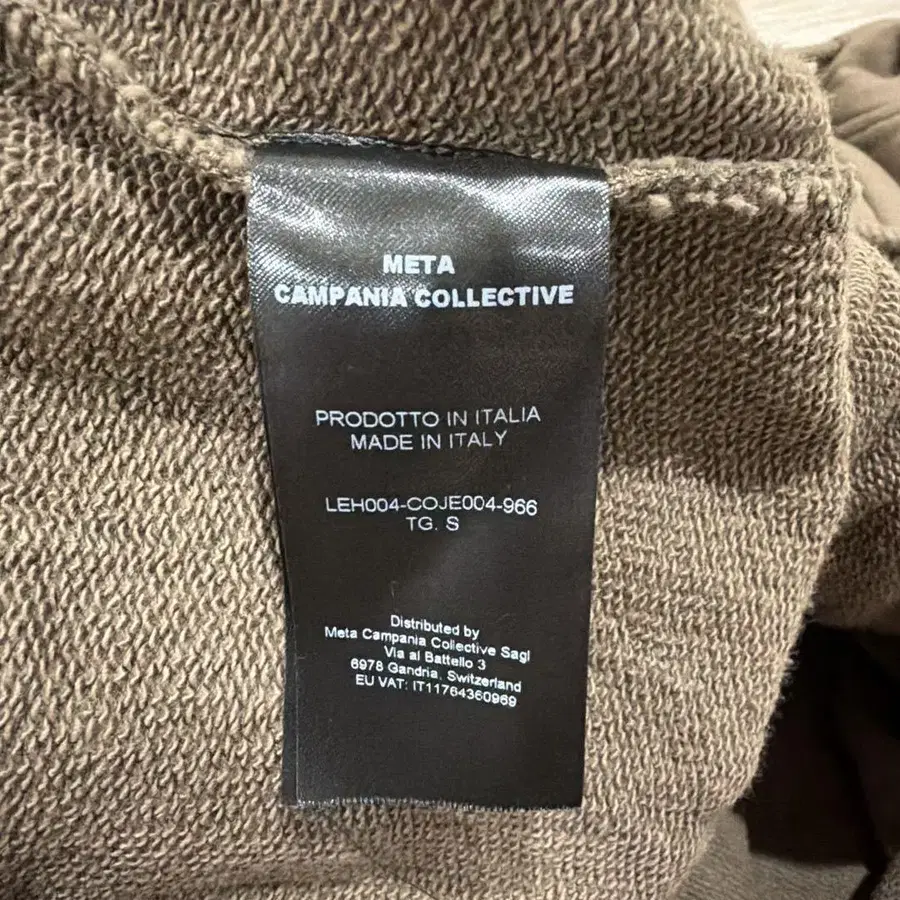 META
CAMPANIA COLLECTIVE
PRODOTTO IN ITALIA
MADE IN ITALY
LEH004-COJE004-966
TG. S
Distributed by
Meta Campania Collective Sagl
Via al Battello 3
6978 Gandria, Switzerland
EU VAT: IT11764360969